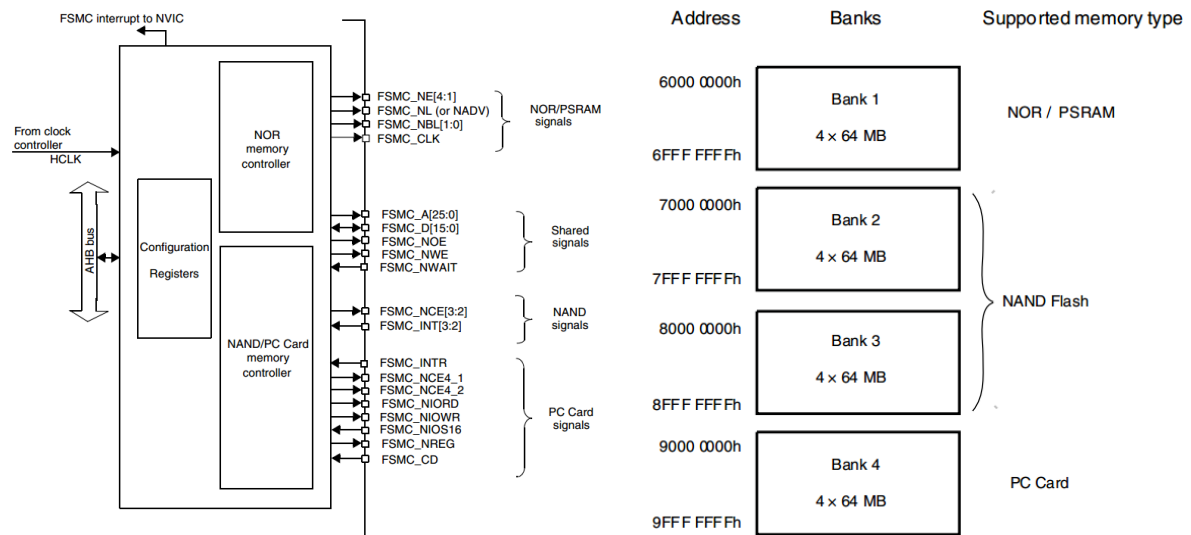 FSMC interrupt to NVIC
From clock
controller
HCLK
AHB bus
Configuration
Registers
NOR
memory
controller
NAND/PC Card
memory
controller
FSMC_NE[4:1]
FSMC_NL (or NADV)
FSMC_NBL[1:0]
FSMC_CLK
NOR/PSRAM
signals
FSMC_A[25:0]
FSMC_D[15:0]
FSMC_NOE
FSMC_NWE
FSMC_NWAIT
Shared
signals
FSMC_NCE[3:2]
FSMC_INT[3:2]
NAND
signals
FSMC_INTR
FSMC_NCE4_1
FSMC_NCE4_2
FSMC_NIORD
FSMC_NIOWR
FSMC_NIOS16
FSMC_NREG
FSMC_CD
PC Card
signals
Address Banks Supported memory type
6000 0000h
Bank 1
4 × 64 MB
6FFF FFFFh
NOR / PSRAM
7000 0000h
Bank 2
4 × 64 MB
7FFF FFFFh
NAND Flash
8000 0000h
Bank 3
4 × 64 MB
8FFF FFFFh
9000 0000h
Bank 4
4 × 64 MB
9FFF FFFFh
PC Card